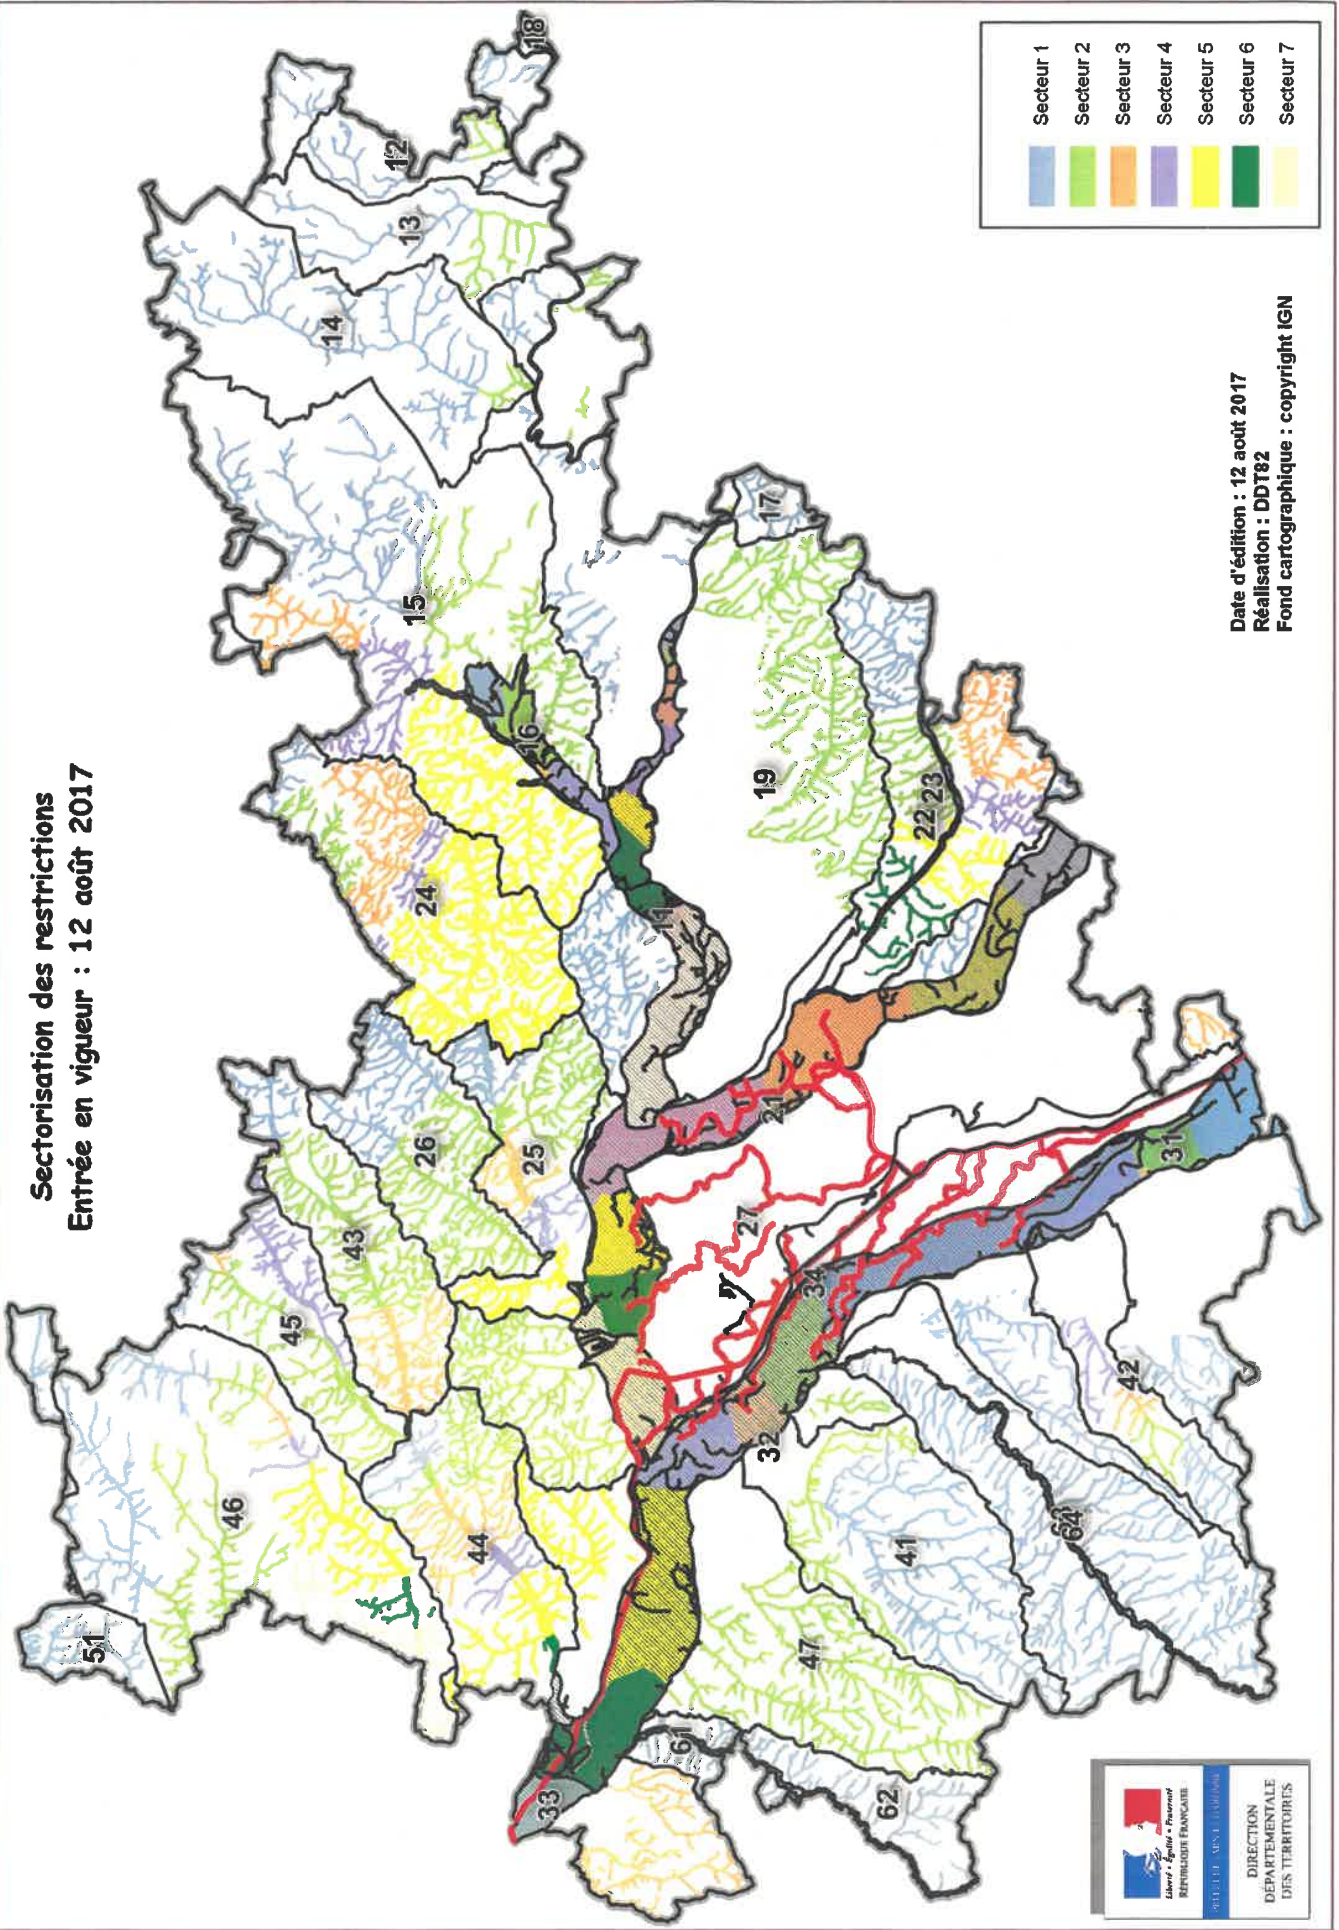 Sectorisation des restrictions
Entrée en vigueur : 12 août 2017
18
12
13
14
15
16
17
19
22
23
24
11
25
26
21
27
43
45
46
51
44
34
31
32
42
41
64
47
61
62
33
Secteur 1
Secteur 2
Secteur 3
Secteur 4
Secteur 5
Secteur 6
Secteur 7
Date d'édition : 12 août 2017
Réalisation : DDT82
Fond cartographique : copyright IGN
Liberté • Égalité • Fraternité
RÉPUBLIQUE FRANÇAISE
DIRECTION
DÉPARTEMENTALE
DES TERRITOIRES